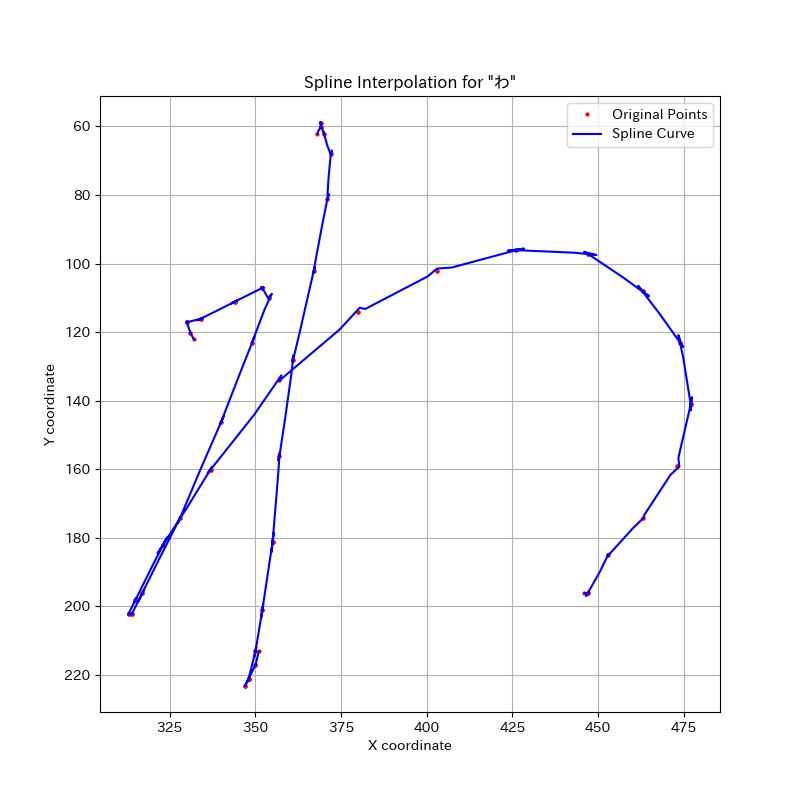 Spline Interpolation for "わ"
Original Points
Spline Curve
60
80
100
120
140
160
180
200
220
Y coordinate
325
350
375
400
425
450
475
X coordinate
わ